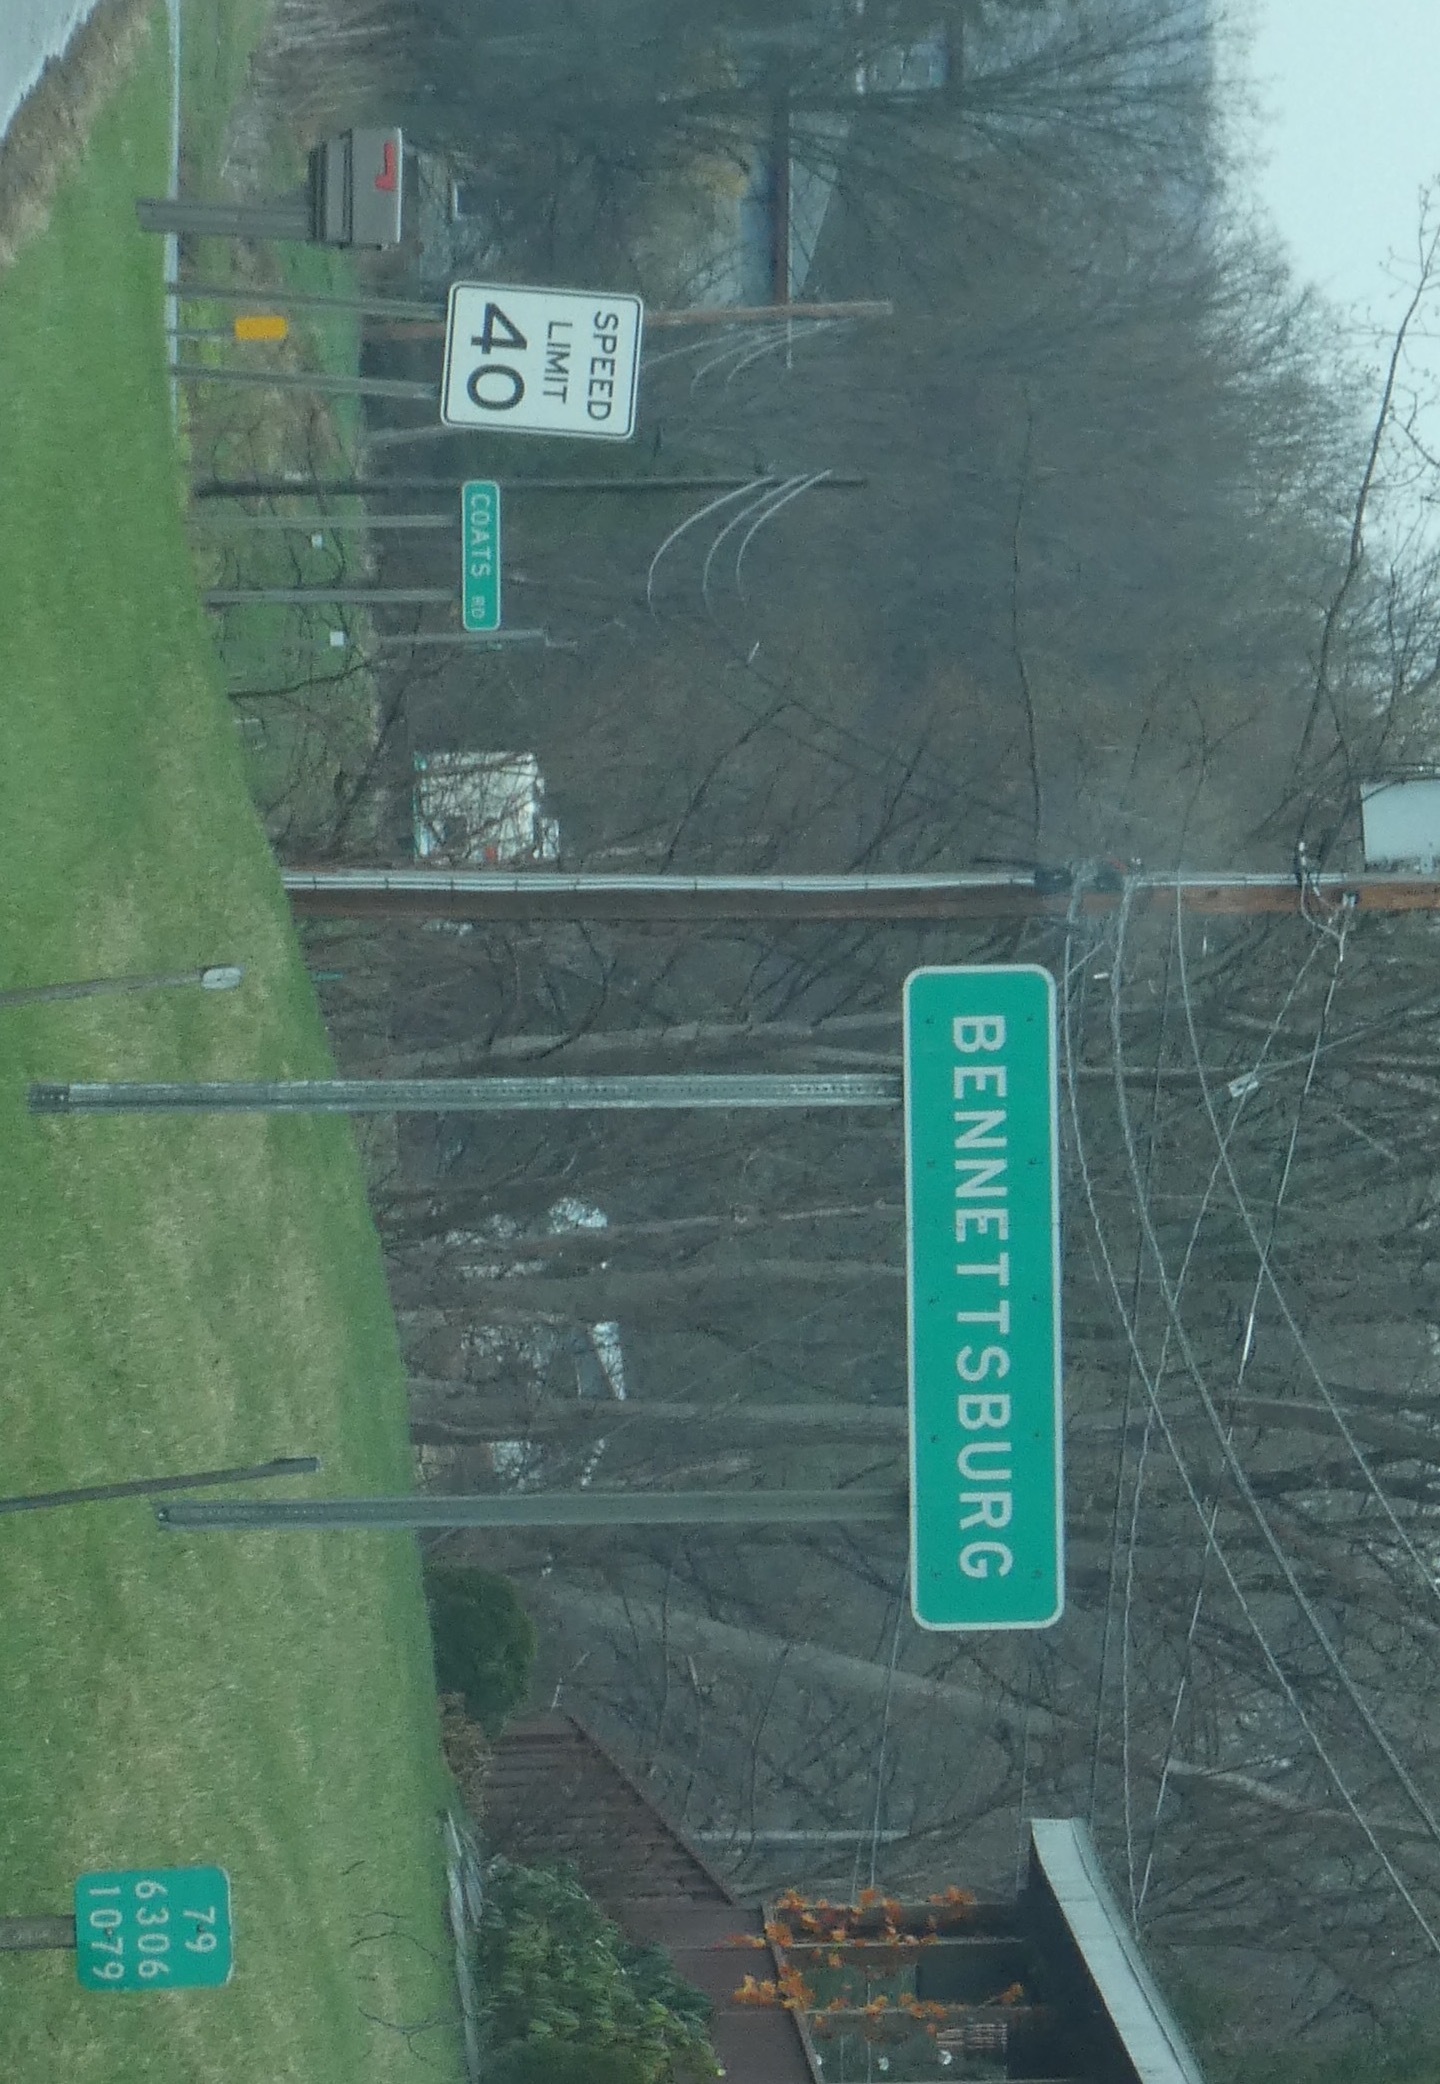 SPEED
LIMIT
40
COATS RD
BENNETTSBURG
79
6306
1079